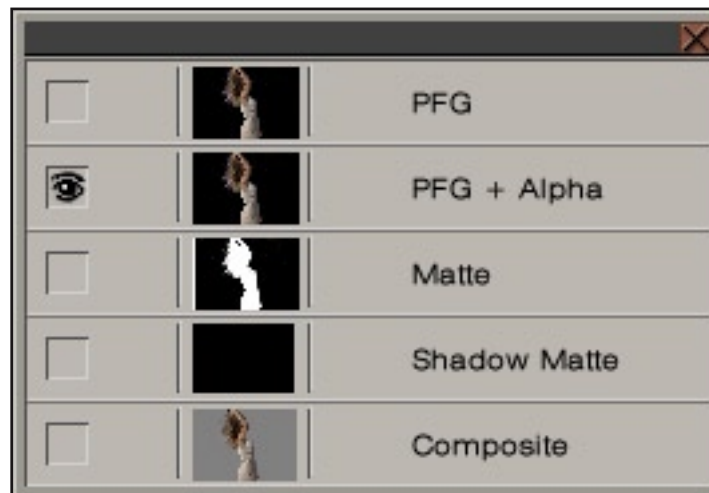 PFG
PFG + Alpha
Matte
Shadow Matte
Composite